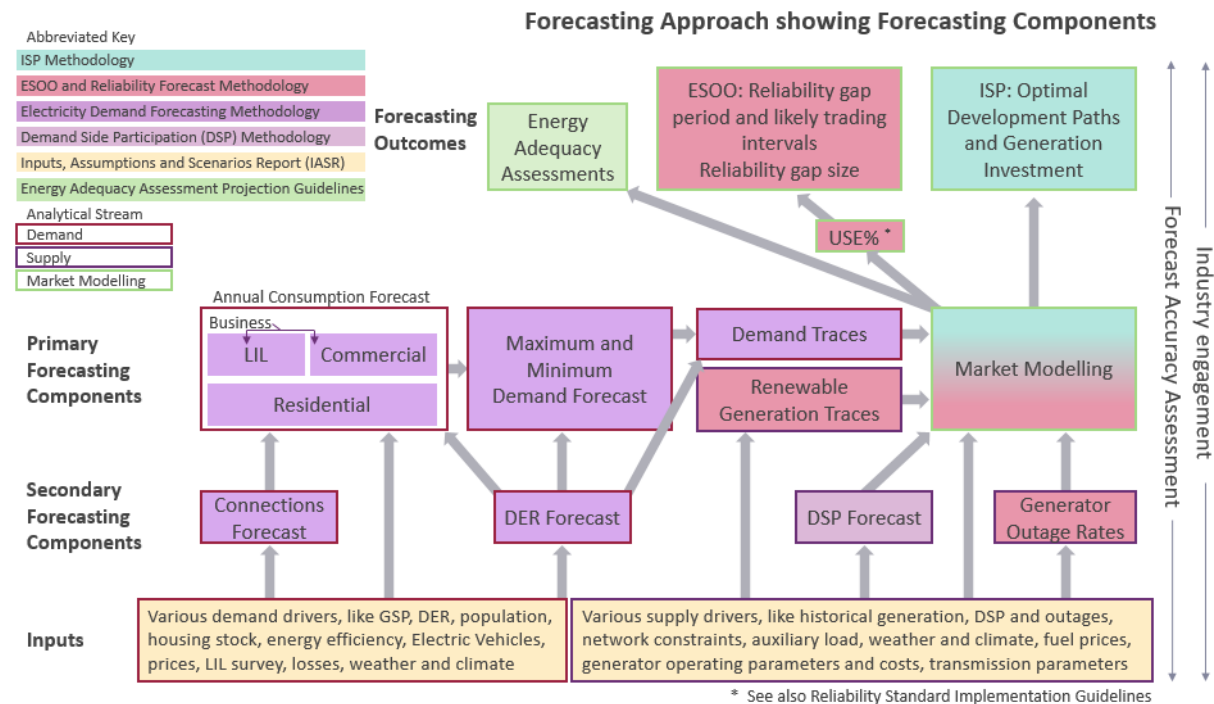 Forecasting Approach showing Forecasting Components
Abbreviated Key
ISP Methodology
ESOO and Reliability Forecast Methodology
Electricity Demand Forecasting Methodology
Demand Side Participation (DSP) Methodology
Inputs, Assumptions and Scenarios Report (IASR)
Energy Adequacy Assessment Projection Guidelines
Analytical Stream
Demand
Supply
Market Modelling
Forecasting
Outcomes
Energy
Adequacy
Assessments
ESOO: Reliability gap
period and likely trading
intervals
Reliability gap size
ISP: Optimal
Development Paths
and Generation
Investment
USE% *
Primary
Forecasting
Components
Annual Consumption Forecast
Business
LIL
Commercial
Residential
Maximum and
Minimum
Demand Forecast
Demand Traces
Renewable
Generation Traces
Market Modelling
Secondary
Forecasting
Components
Connections
Forecast
DER Forecast
DSP Forecast
Generator
Outage Rates
Inputs
Various demand drivers, like GSP, DER, population,
housing stock, energy efficiency, Electric Vehicles,
prices, LIL survey, losses, weather and climate
Various supply drivers, like historical generation, DSP and outages,
network constraints, auxiliary load, weather and climate, fuel prices,
generator operating parameters and costs, transmission parameters
Forecast Accuracy Assessment
Industry engagement
* See also Reliability Standard Implementation Guidelines